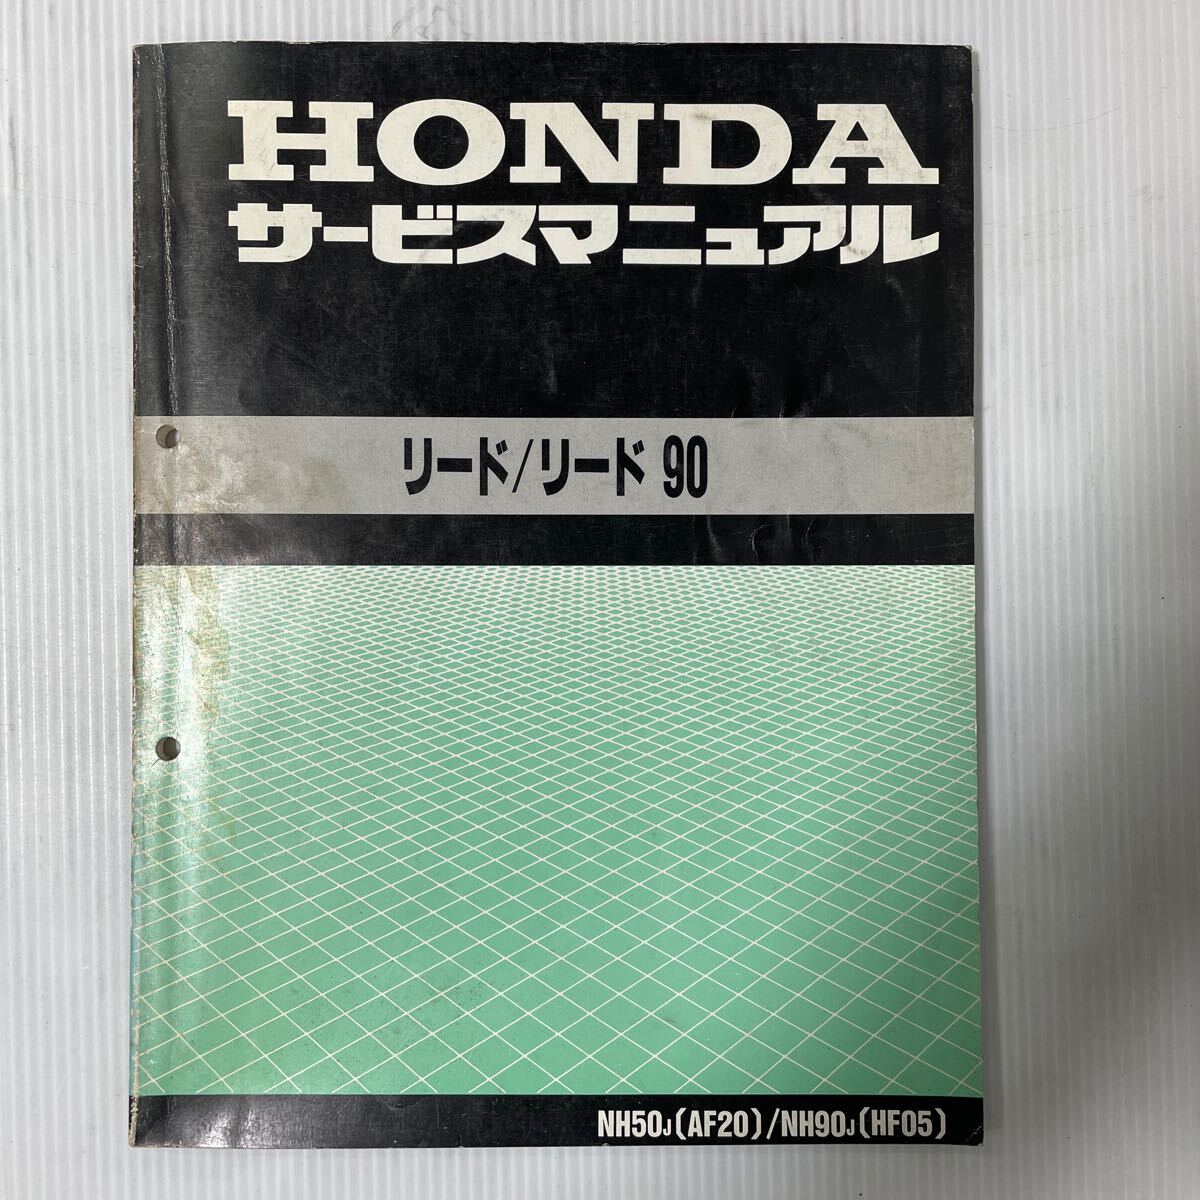 HONDA
サービスマニュアル
リード/リード 90
NH50J(AF20)/NH90J(HF05)